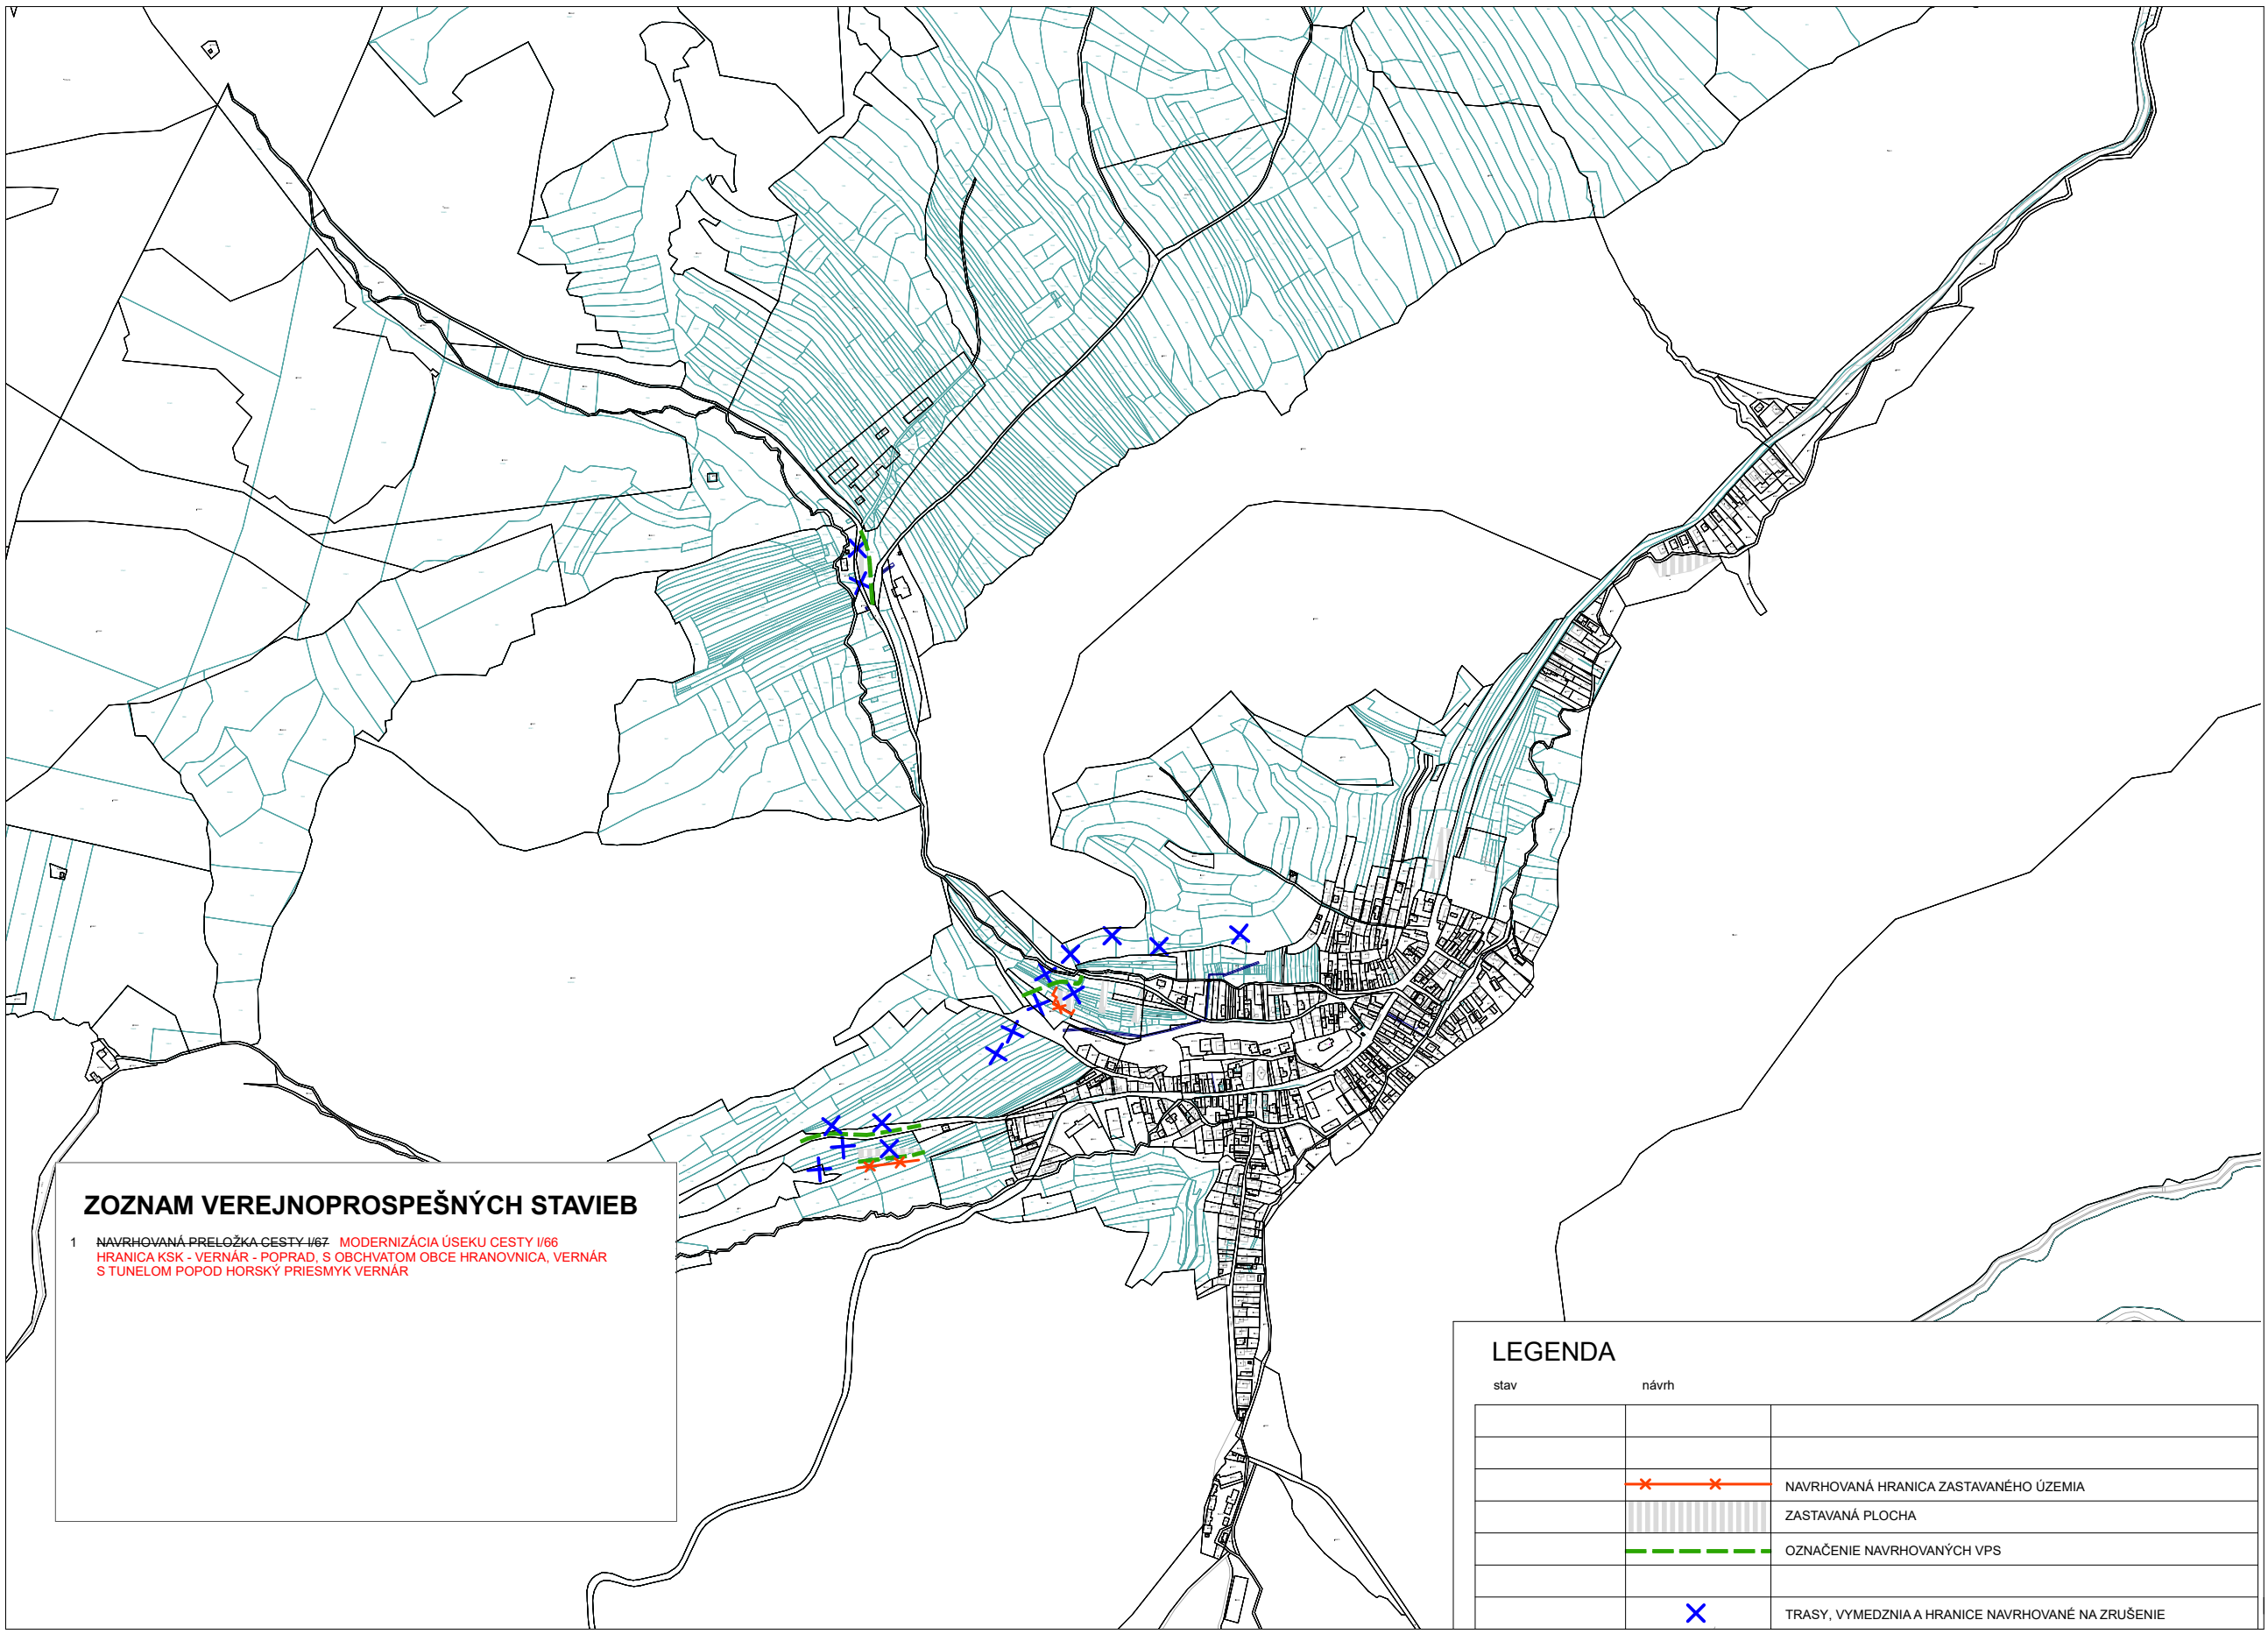 ZOZNAM VEREJNOPROSPEŠNÝCH STAVIEB
1 NAVRHOVANÁ PRELOŽKA CESTY I/67 MODERNIZÁCIA ÚSEKU CESTY I/66
HRANICA KSK - VERNÁR - POPRAD, S OBCHVATOM OBCE HRANOVNICA, VERNÁR
S TUNELOM POPOD HORSKÝ PRIESMYK VERNÁR
LEGENDA
stav návrh
NAVRHOVANÁ HRANICA ZASTAVANÉHO ÚZEMIA
ZASTAVANÁ PLOCHA
OZNAČENIE NAVRHOVANÝCH VPS
TRASY, VYMEDZNIA A HRANICE NAVRHOVANÉ NA ZRUŠENIE